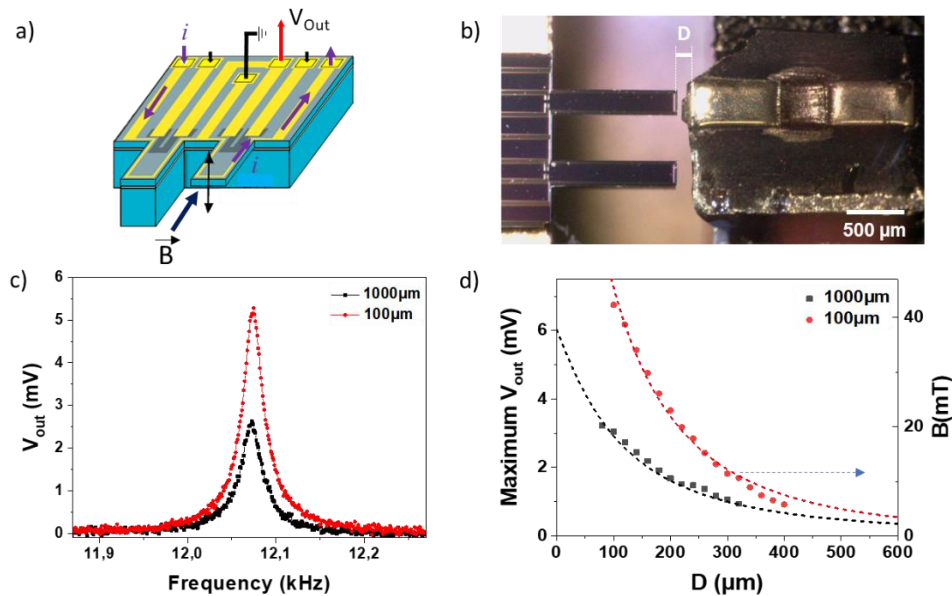 a)
i
V_Out
i
B
b)
D
500 µm
c)
1000µm
100µm
V_out (mV)
6
5
4
3
2
1
0
11,9
12,0
12,1
12,2
Frequency (kHz)
d)
1000µm
100µm
Maximum V_out (mV)
6
4
2
0
40
20
0
B(mT)
0
100
200
300
400
500
600
D (µm)